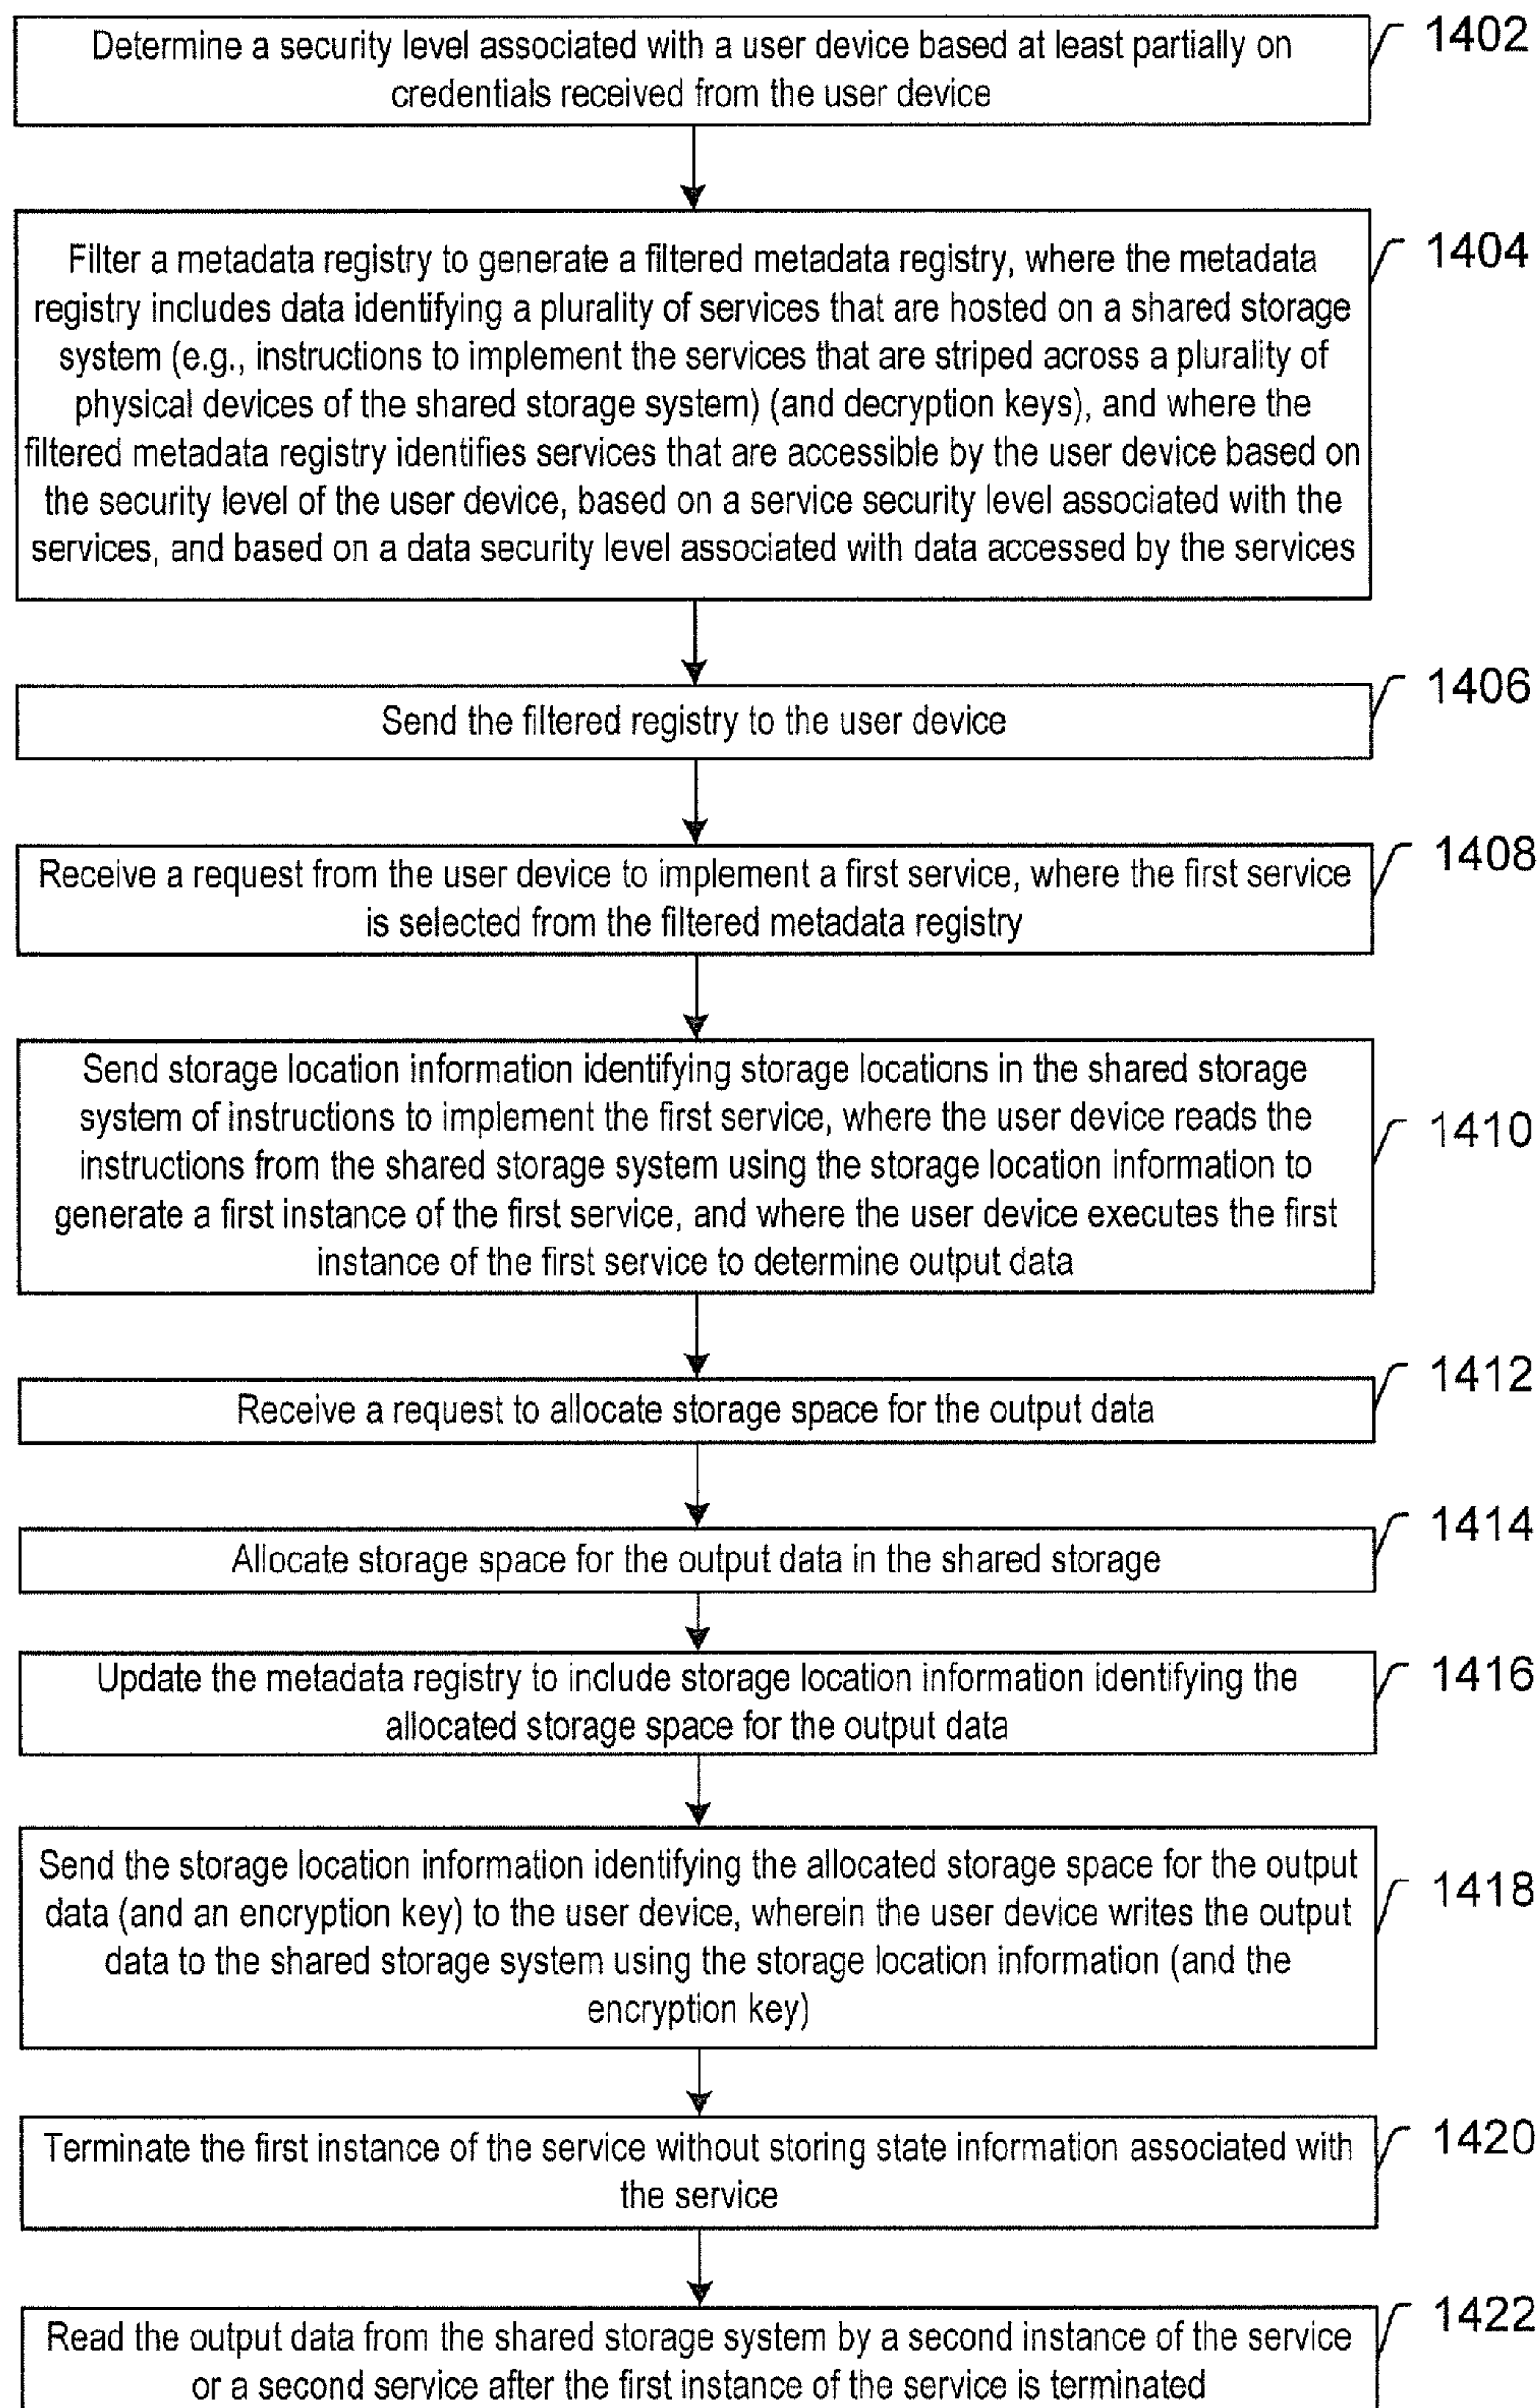 Determine a security level associated with a user device based at least partially on
credentials received from the user device
1402
Filter a metadata registry to generate a filtered metadata registry, where the metadata
registry includes data identifying a plurality of services that are hosted on a shared storage
system (e.g., instructions to implement the services that are striped across a plurality of
physical devices of the shared storage system) (and decryption keys), and where the
filtered metadata registry identifies services that are accessible by the user device based on
the security level of the user device, based on a service security level associated with the
services, and based on a data security level associated with data accessed by the services
1404
Send the filtered registry to the user device
1406
Receive a request from the user device to implement a first service, where the first service
is selected from the filtered metadata registry
1408
Send storage location information identifying storage locations in the shared storage
system of instructions to implement the first service, where the user device reads the
instructions from the shared storage system using the storage location information to
generate a first instance of the first service, and where the user device executes the first
instance of the first service to determine output data
1410
Receive a request to allocate storage space for the output data
1412
Allocate storage space for the output data in the shared storage
1414
Update the metadata registry to include storage location information identifying the
allocated storage space for the output data
1416
Send the storage location information identifying the allocated storage space for the output
data (and an encryption key) to the user device, wherein the user device writes the output
data to the shared storage system using the storage location information (and the
encryption key)
1418
Terminate the first instance of the service without storing state information associated with
the service
1420
Read the output data from the shared storage system by a second instance of the service
or a second service after the first instance of the service is terminated
1422